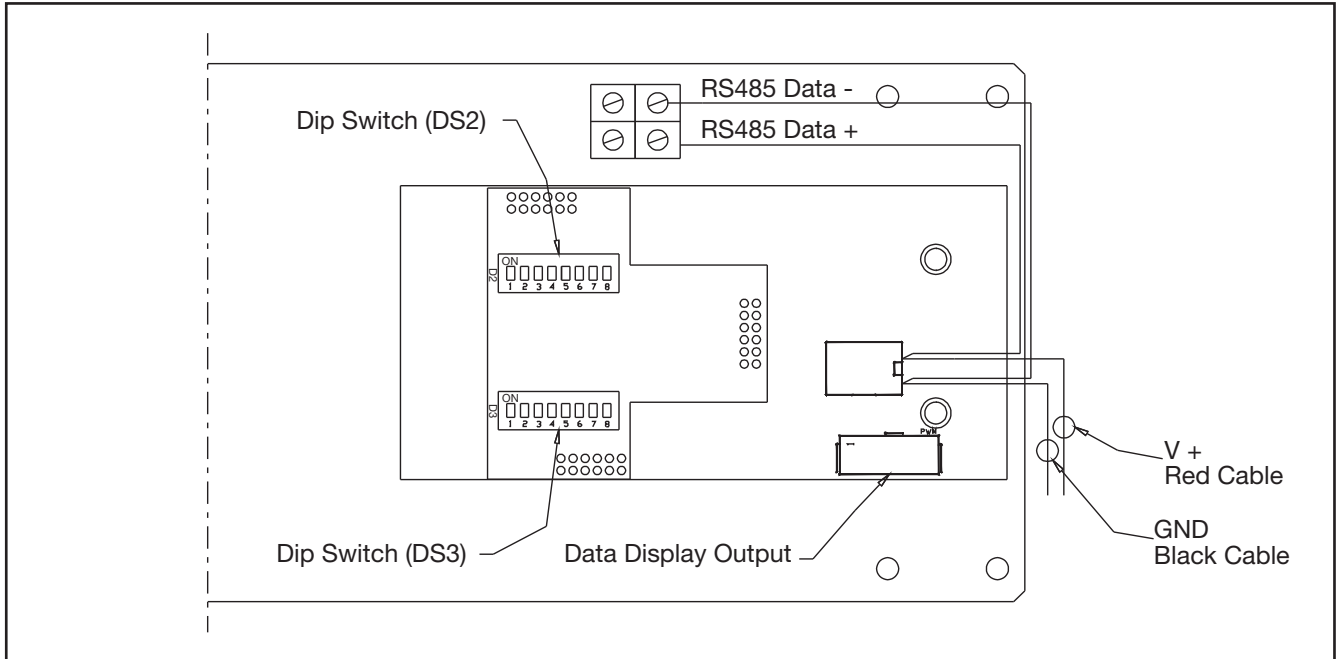 RS485 Data -
Dip Switch (DS2)
RS485 Data +
ON
D2
1 2 3 4 5 6 7 8
ON
D3
1 2 3 4 5 6 7 8
PWM
1
V +
Red Cable
GND
Black Cable
Dip Switch (DS3)
Data Display Output